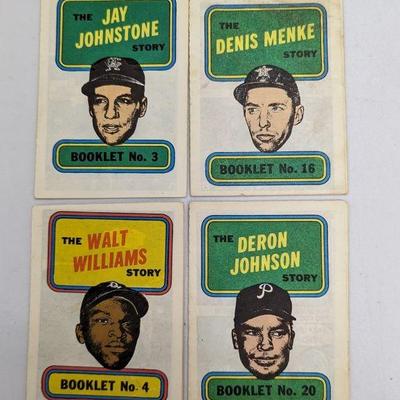 THE JAY
JOHNSTONE
STORY
BOOKLET No. 3
THE DENIS MENKE
STORY
BOOKLET No. 16
THE WALT
WILLIAMS
STORY
BOOKLET No. 4
THE DERON
JOHNSON
STORY
P
BOOKLET No. 20